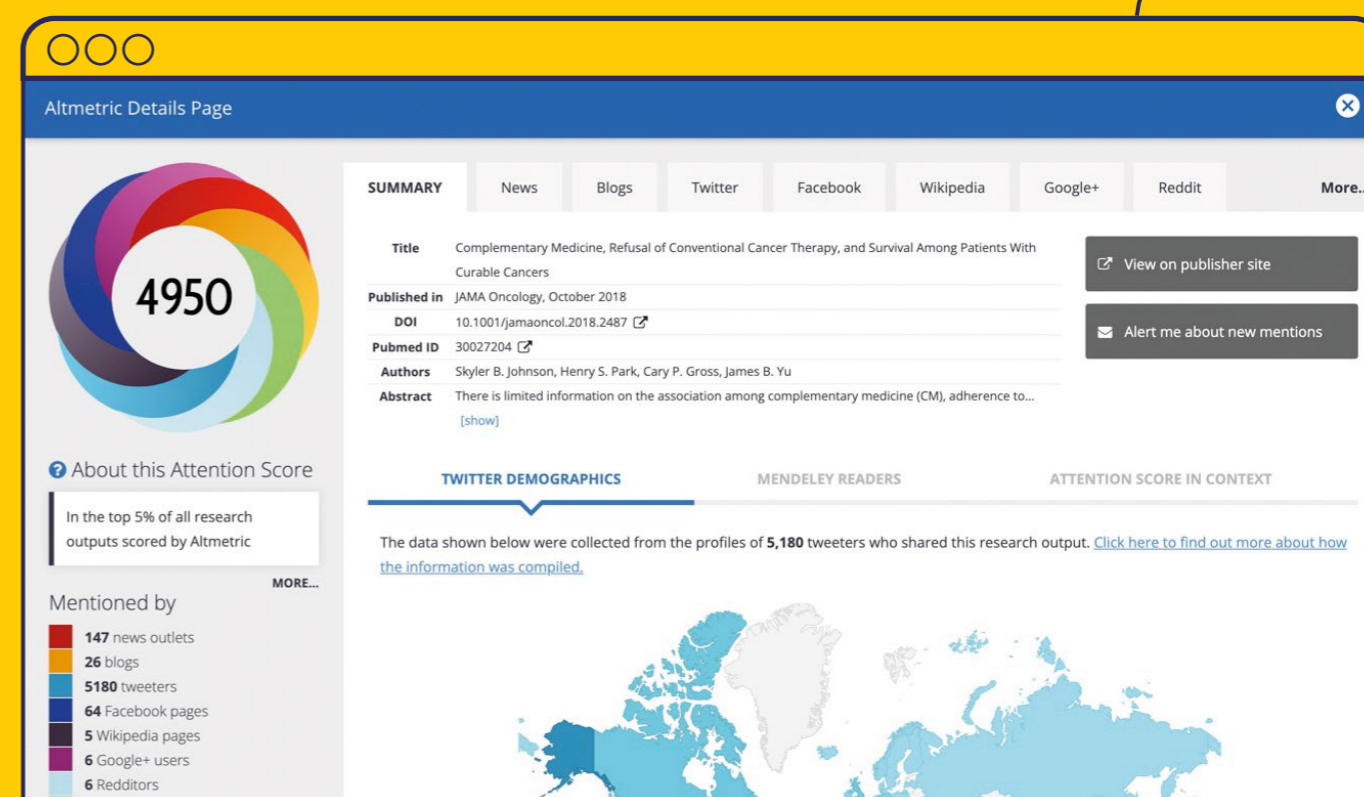 Altmetric Details Page
4950
About this Attention Score
In the top 5% of all research
outputs scored by Altmetric
MORE...
Mentioned by
147 news outlets
26 blogs
5180 tweeters
64 Facebook pages
5 Wikipedia pages
6 Google+ users
6 Redditors
SUMMARY News Blogs Twitter Facebook Wikipedia Google+ Reddit More..
Title Complementary Medicine, Refusal of Conventional Cancer Therapy, and Survival Among Patients With
Curable Cancers
Published in JAMA Oncology, October 2018
DOI 10.1001/jamaoncol.2018.2487
Pubmed ID 30027204
Authors Skyler B. Johnson, Henry S. Park, Cary P. Gross, James B. Yu
Abstract There is limited information on the association among complementary medicine (CM), adherence to...
[show]
View on publisher site
Alert me about new mentions
TWITTER DEMOGRAPHICS MENDELEY READERS ATTENTION SCORE IN CONTEXT
The data shown below were collected from the profiles of 5,180 tweeters who shared this research output. Click here to find out more about how
the information was compiled.